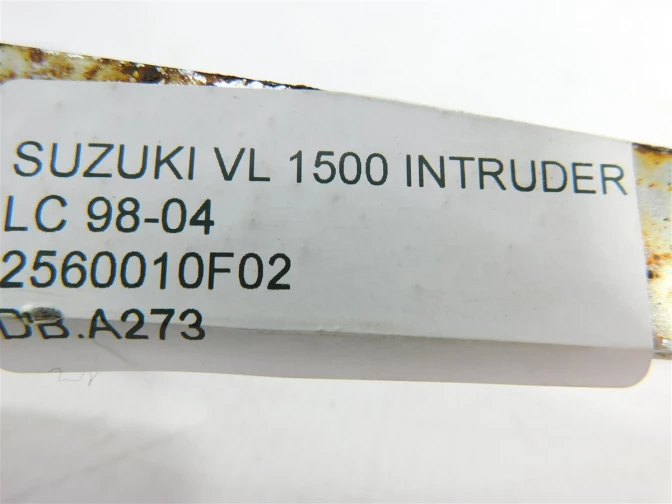 SUZUKI VL 1500 INTRUDER
LC 98-04
2560010F02
DB.A273